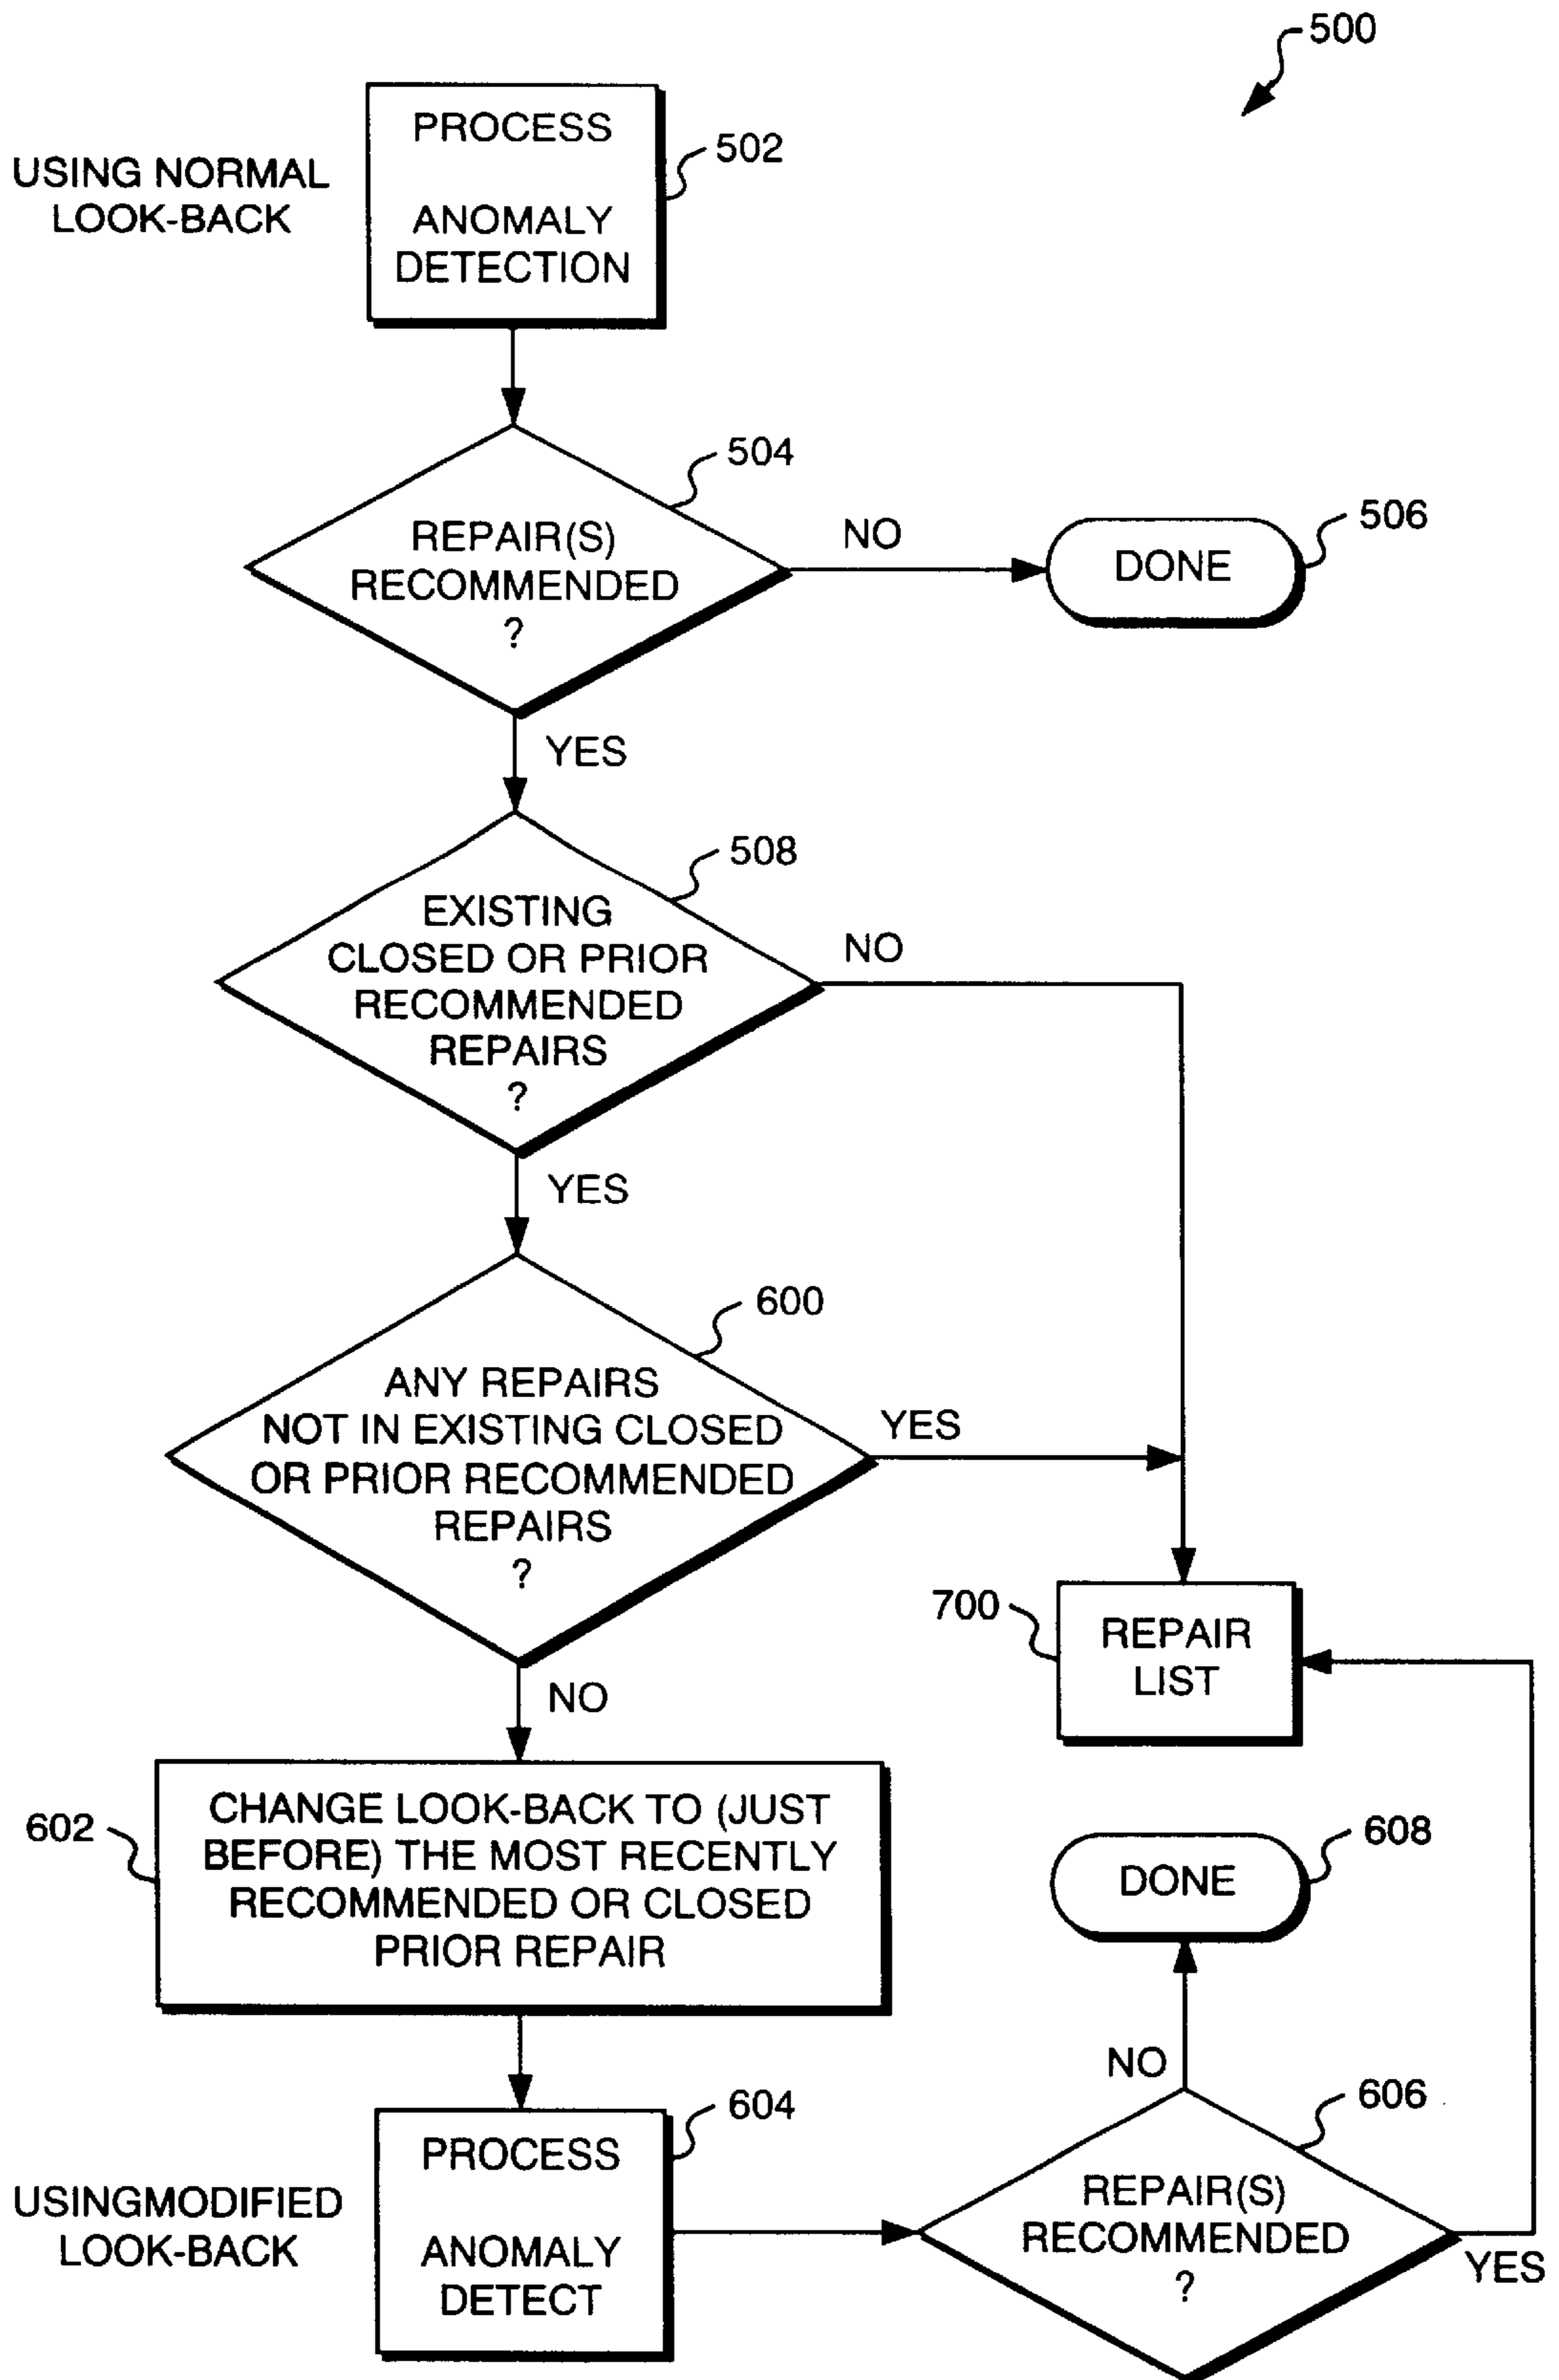 500
PROCESS
ANOMALY
DETECTION
502
USING NORMAL
LOOK-BACK
504
REPAIR(S)
RECOMMENDED
?
NO
DONE
506
YES
508
EXISTING
CLOSED OR PRIOR
RECOMMENDED
REPAIRS
?
NO
YES
600
ANY REPAIRS
NOT IN EXISTING CLOSED
OR PRIOR RECOMMENDED
REPAIRS
?
YES
700
REPAIR
LIST
NO
602
CHANGE LOOK-BACK TO (JUST
BEFORE) THE MOST RECENTLY
RECOMMENDED OR CLOSED
PRIOR REPAIR
DONE
608
604
PROCESS
ANOMALY
DETECT
USINGMODIFIED
LOOK-BACK
NO
606
REPAIR(S)
RECOMMENDED
?
YES